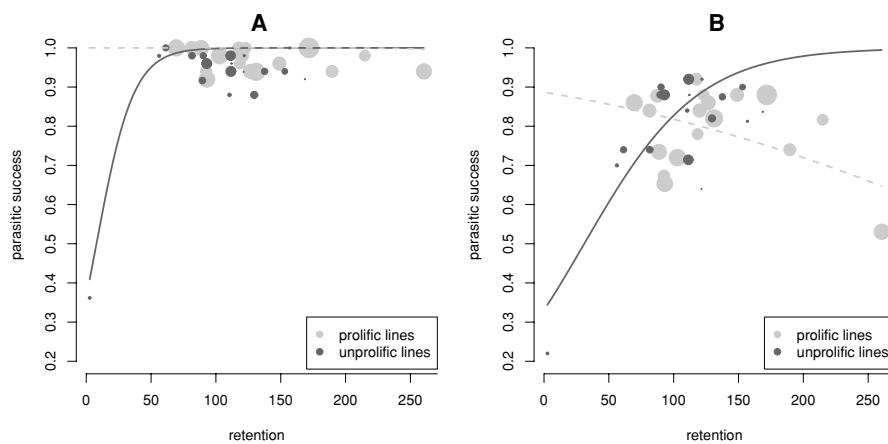 A
parasitic success
1.0
0.9
0.8
0.7
0.6
0.5
0.4
0.3
0.2
prolific lines
unprolific lines
0 50 100 150 200 250
retention
B
parasitic success
1.0
0.9
0.8
0.7
0.6
0.5
0.4
0.3
0.2
prolific lines
unprolific lines
0 50 100 150 200 250
retention